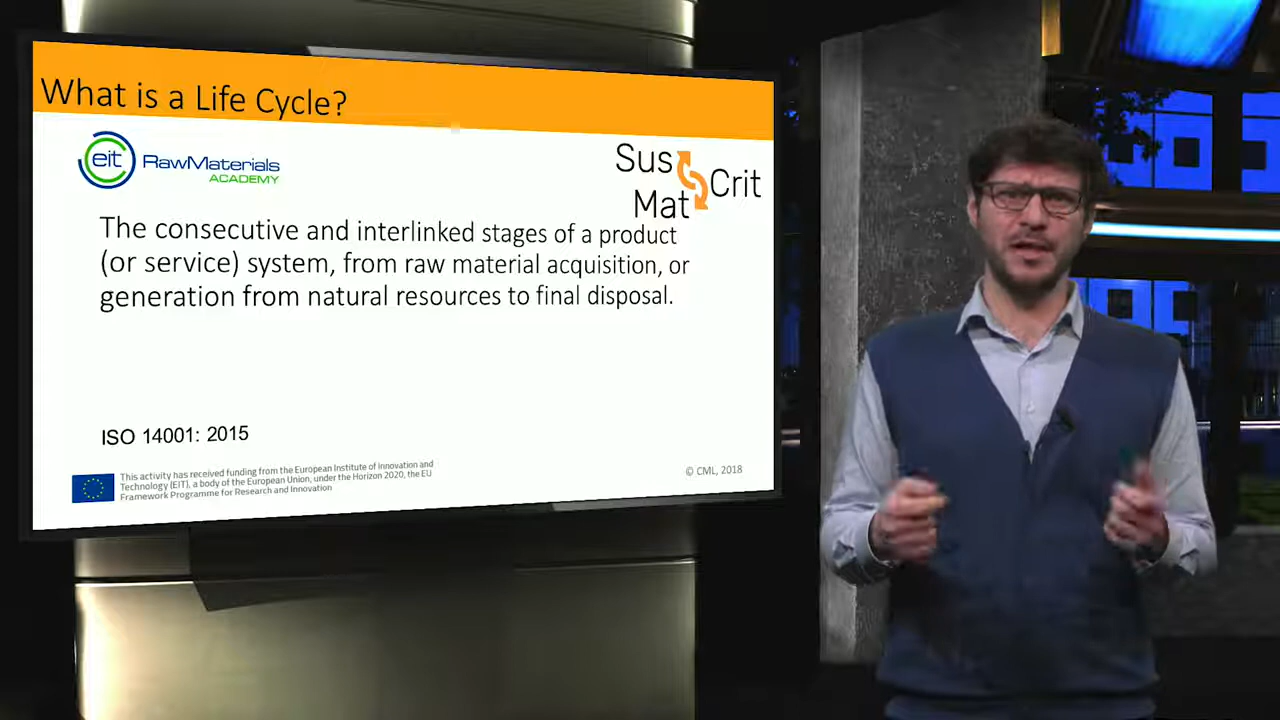 What is a Life Cycle?
eit RawMaterials
ACADEMY
Sus
Crit
Mat
The consecutive and interlinked stages of a product
(or service) system, from raw material acquisition, or
generation from natural resources to final disposal.
ISO 14001: 2015
This activity has received funding from the European Institute of Innovation and
Technology (EIT), a body of the European Union, under the Horizon 2020, the EU
Framework Programme for Research and Innovation
© CML, 2018